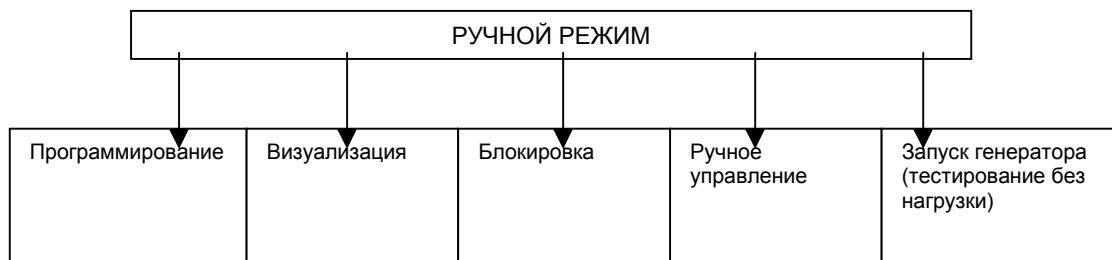 РУЧНОЙ РЕЖИМ
Программирование
Визуализация
Блокировка
Ручное
управление
Запуск генератора
(тестирование без
нагрузки)